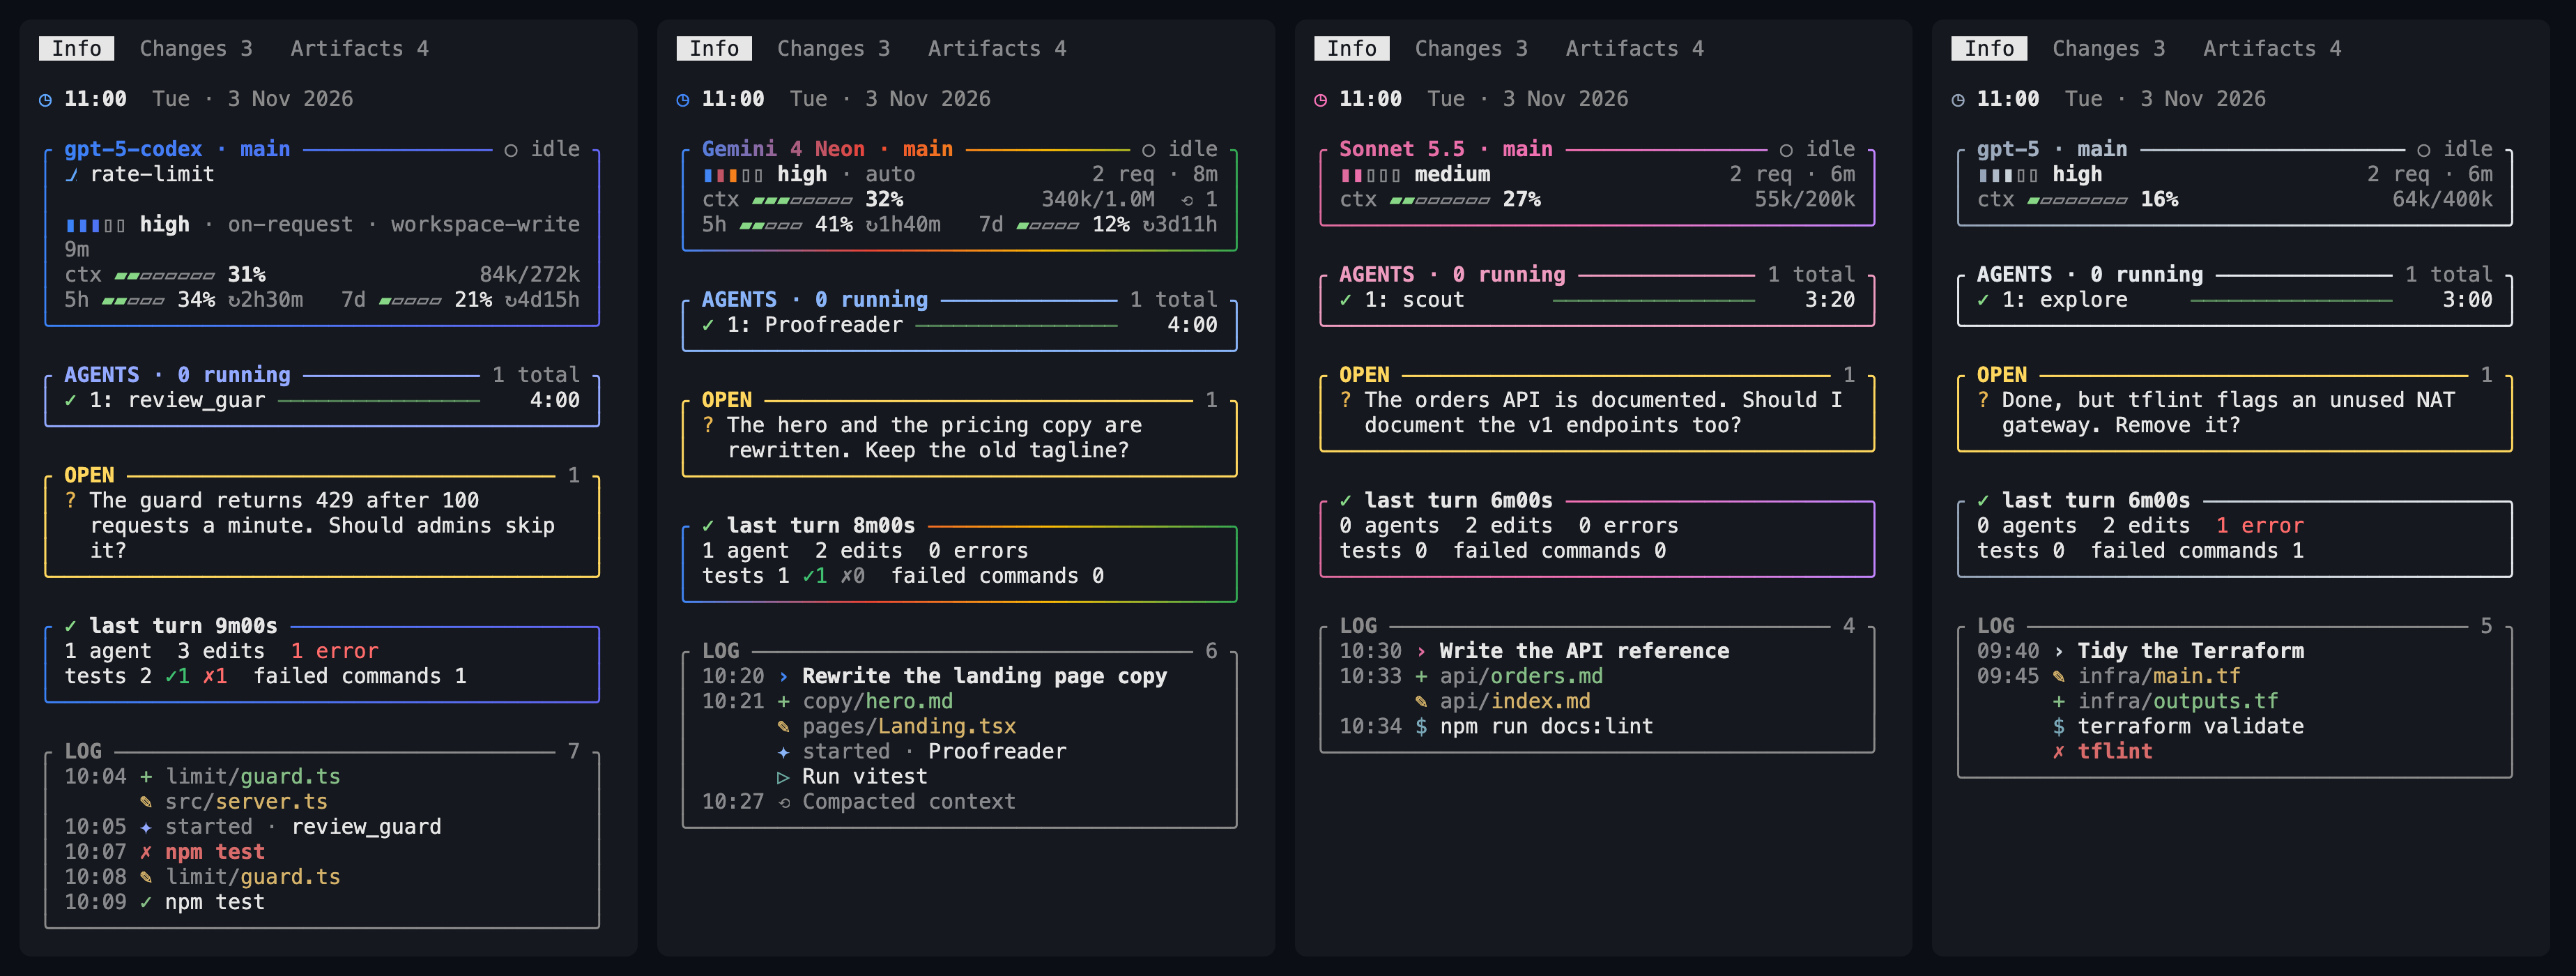 Info Changes 3 Artifacts 4
◷ 11:00 Tue · 3 Nov 2026
gpt-5-codex · main ○ idle
rate-limit
▮▮▮▯▯ high · on-request · workspace-write
9m
ctx ▰▰▱▱▱▱▱▱ 31% 84k/272k
5h ▰▰▱▱▱ 34% ↻2h30m 7d ▰▱▱▱▱ 21% ↻4d15h
AGENTS · 0 running 1 total
✓ 1: review_guar 4:00
OPEN 1
? The guard returns 429 after 100
requests a minute. Should admins skip
it?
✓ last turn 9m00s
1 agent 3 edits 1 error
tests 2 ✓1 ✗1 failed commands 1
LOG 7
10:04 + limit/guard.ts
✎ src/server.ts
10:05 ✦ started · review_guard
10:07 ✗ npm test
10:08 ✎ limit/guard.ts
10:09 ✓ npm test
Info Changes 3 Artifacts 4
◷ 11:00 Tue · 3 Nov 2026
Gemini 4 Neon · main ○ idle
▮▮▮▯▯ high · auto 2 req · 8m
ctx ▰▰▰▱▱▱▱▱ 32% 340k/1.0M ⟲ 1
5h ▰▰▱▱▱ 41% ↻1h40m 7d ▰▱▱▱▱ 12% ↻3d11h
AGENTS · 0 running 1 total
✓ 1: Proofreader 4:00
OPEN 1
? The hero and the pricing copy are
rewritten. Keep the old tagline?
✓ last turn 8m00s
1 agent 2 edits 0 errors
tests 1 ✓1 ✗0 failed commands 0
LOG 6
10:20 › Rewrite the landing page copy
10:21 + copy/hero.md
✎ pages/Landing.tsx
✦ started · Proofreader
▷ Run vitest
10:27 ⟲ Compacted context
Info Changes 3 Artifacts 4
◷ 11:00 Tue · 3 Nov 2026
Sonnet 5.5 · main ○ idle
▮▮▯▯▯ medium 2 req · 6m
ctx ▰▰▱▱▱▱▱▱ 27% 55k/200k
AGENTS · 0 running 1 total
✓ 1: scout 3:20
OPEN 1
? The orders API is documented. Should I
document the v1 endpoints too?
✓ last turn 6m00s
0 agents 2 edits 0 errors
tests 0 failed commands 0
LOG 4
10:30 › Write the API reference
10:33 + api/orders.md
✎ api/index.md
10:34 $ npm run docs:lint
Info Changes 3 Artifacts 4
◷ 11:00 Tue · 3 Nov 2026
gpt-5 · main ○ idle
▮▮▮▯▯ high 2 req · 6m
ctx ▰▱▱▱▱▱▱▱ 16% 64k/400k
AGENTS · 0 running 1 total
✓ 1: explore 3:00
OPEN 1
? Done, but tflint flags an unused NAT
gateway. Remove it?
✓ last turn 6m00s
0 agents 2 edits 1 error
tests 0 failed commands 1
LOG 5
09:40 › Tidy the Terraform
09:45 ✎ infra/main.tf
+ infra/outputs.tf
$ terraform validate
✗ tflint